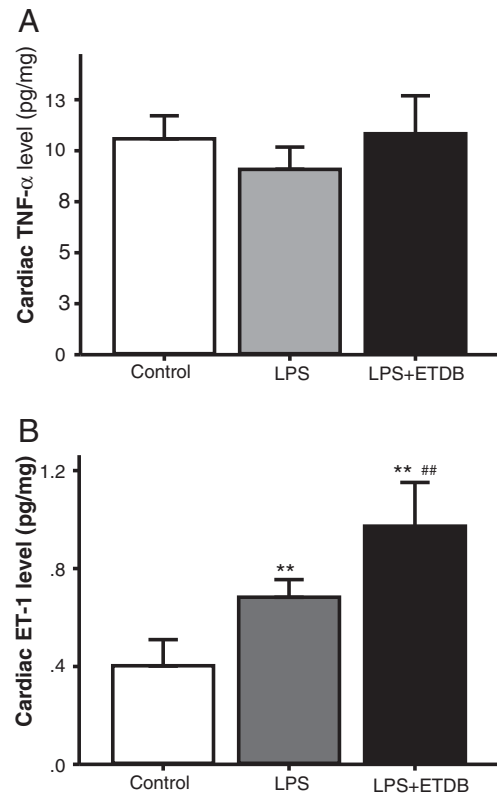 A
Cardiac TNF-α level (pg/mg)
13
10
8
5
3
0
Control
LPS
LPS+ETDB
B
Cardiac ET-1 level (pg/mg)
1.2
.8
.4
.0
**
** ##
Control
LPS
LPS+ETDB